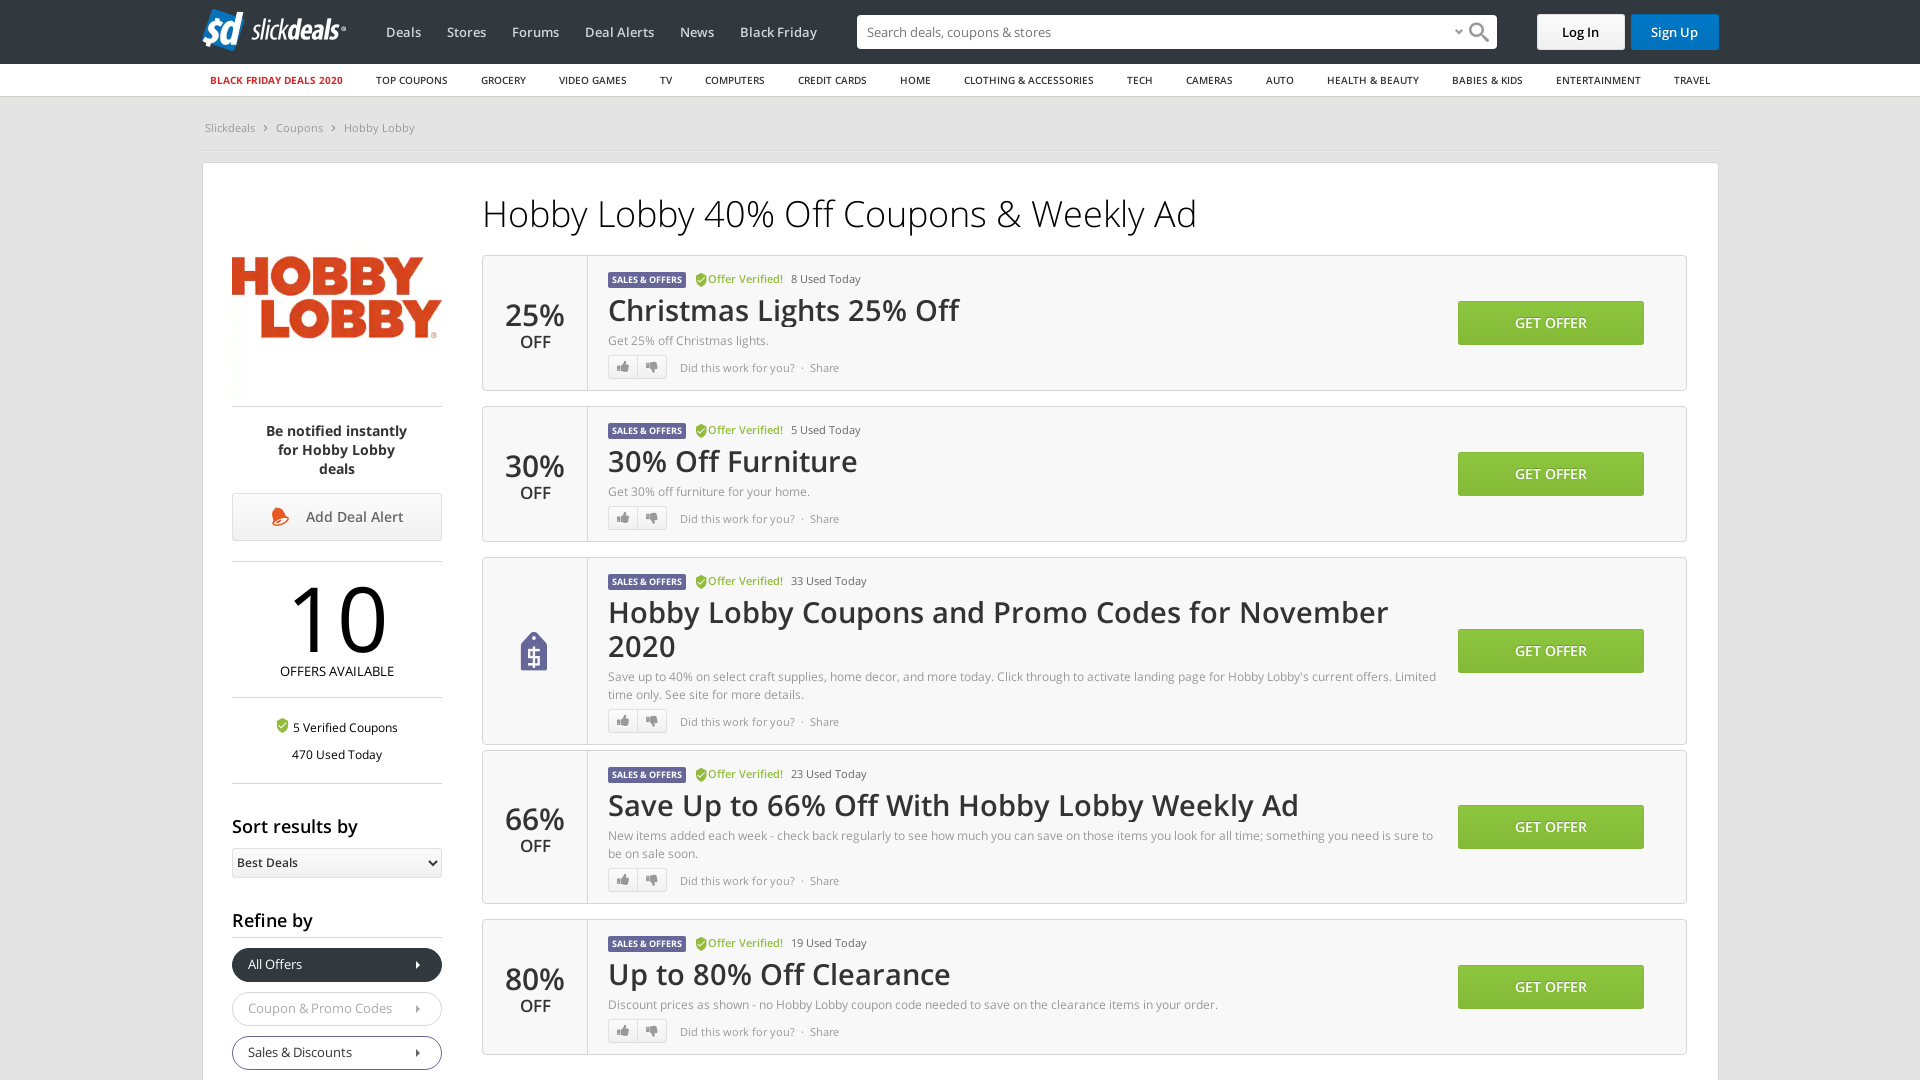 sd slickdeals®
Deals Stores Forums Deal Alerts News Black Friday
Search deals, coupons & stores
Log In Sign Up
BLACK FRIDAY DEALS 2020 TOP COUPONS GROCERY VIDEO GAMES TV COMPUTERS CREDIT CARDS HOME CLOTHING & ACCESSORIES TECH CAMERAS AUTO HEALTH & BEAUTY BABIES & KIDS ENTERTAINMENT TRAVEL
Slickdeals > Coupons > Hobby Lobby
HOBBY
LOBBY®
Be notified instantly
for Hobby Lobby
deals
Add Deal Alert
10
OFFERS AVAILABLE
5 Verified Coupons
470 Used Today
Sort results by
Best Deals
Refine by
All Offers
Coupon & Promo Codes
Sales & Discounts
Hobby Lobby 40% Off Coupons & Weekly Ad
25%
OFF
SALES & OFFERS Offer Verified! 8 Used Today
Christmas Lights 25% Off
Get 25% off Christmas lights.
Did this work for you? · Share
GET OFFER
30%
OFF
SALES & OFFERS Offer Verified! 5 Used Today
30% Off Furniture
Get 30% off furniture for your home.
Did this work for you? · Share
GET OFFER
$
SALES & OFFERS Offer Verified! 33 Used Today
Hobby Lobby Coupons and Promo Codes for November
2020
Save up to 40% on select craft supplies, home decor, and more today. Click through to activate landing page for Hobby Lobby's current offers. Limited
time only. See site for more details.
Did this work for you? · Share
GET OFFER
66%
OFF
SALES & OFFERS Offer Verified! 23 Used Today
Save Up to 66% Off With Hobby Lobby Weekly Ad
New items added each week - check back regularly to see how much you can save on those items you look for all time; something you need is sure to
be on sale soon.
Did this work for you? · Share
GET OFFER
80%
OFF
SALES & OFFERS Offer Verified! 19 Used Today
Up to 80% Off Clearance
Discount prices as shown - no Hobby Lobby coupon code needed to save on the clearance items in your order.
Did this work for you? · Share
GET OFFER